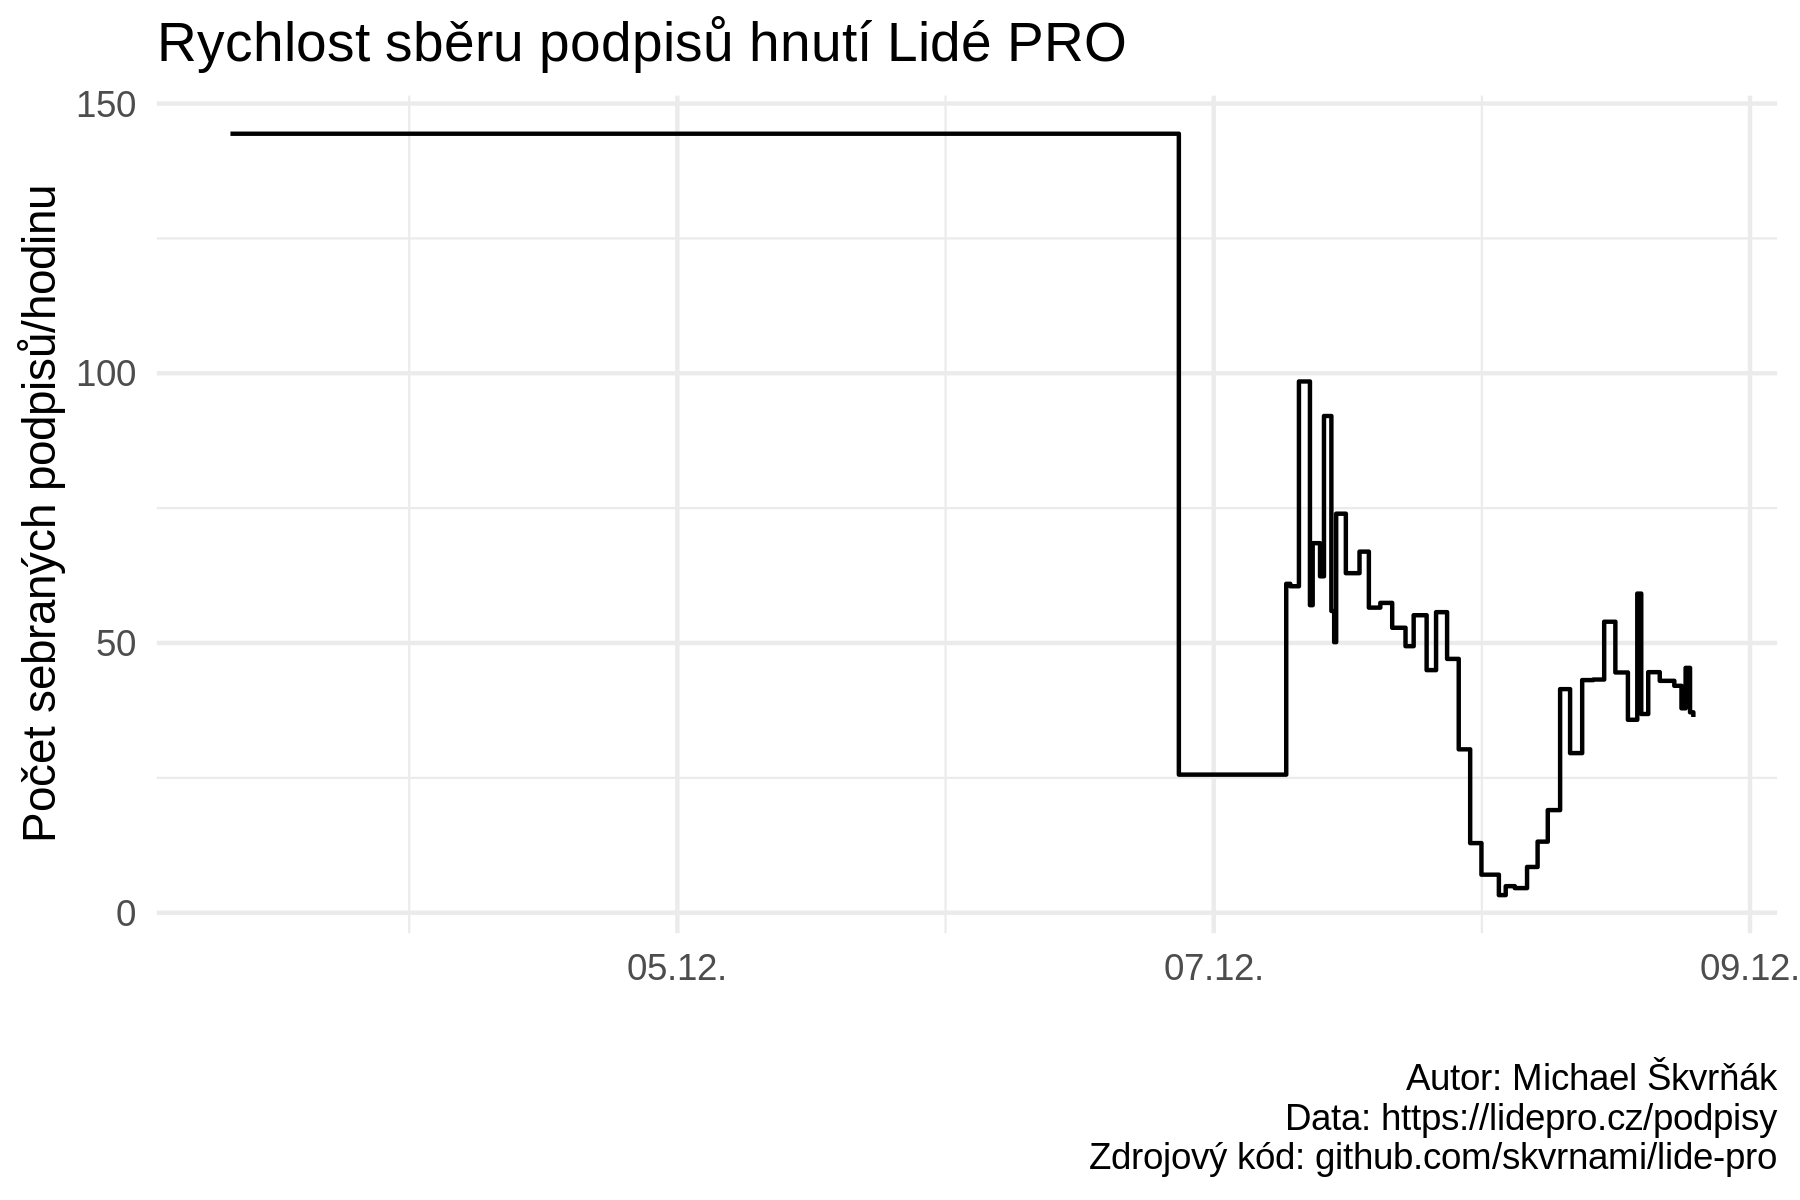 Rychlost sběru podpisů hnutí Lidé PRO
Počet sebraných podpisů/hodinu
150
100
50
0
05.12.
07.12.
09.12.
Autor: Michael Škvrňák
Data: https://lidepro.cz/podpisy
Zdrojový kód: github.com/skvrnami/lide-pro